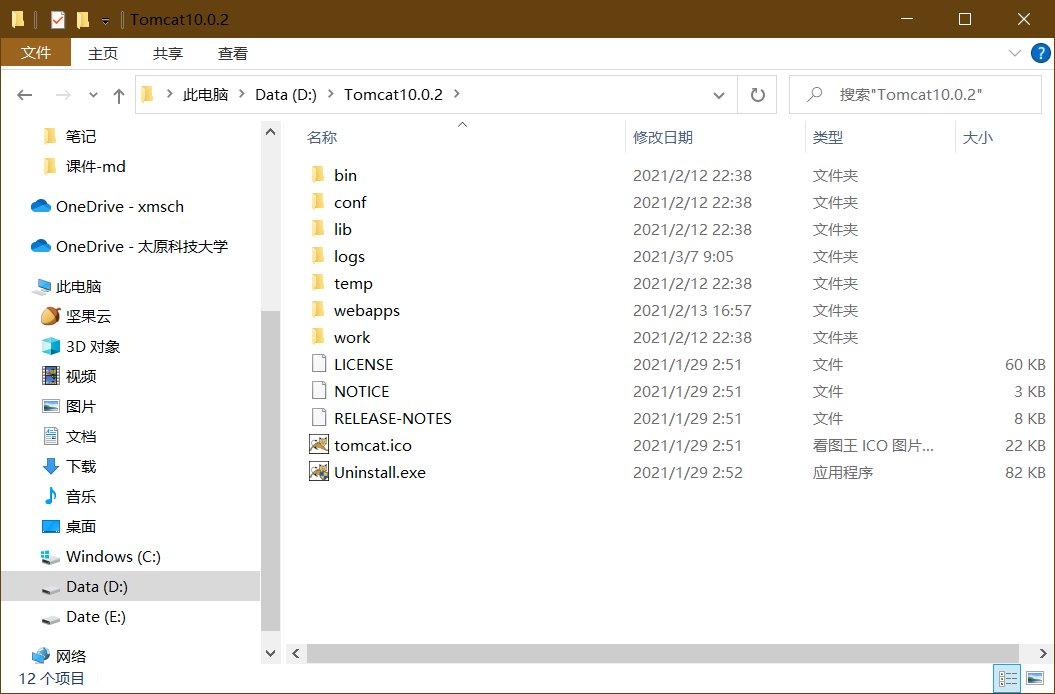 Tomcat10.0.2
文件 主页 共享 查看
此电脑 Data (D:) Tomcat10.0.2 搜索"Tomcat10.0.2"
笔记
课件-md
OneDrive - xmsch
OneDrive - 太原科技大学
此电脑
坚果云
3D 对象
视频
图片
文档
下载
音乐
桌面
Windows (C:)
Data (D:)
Date (E:)
网络
名称 修改日期 类型 大小
bin 2021/2/12 22:38 文件夹
conf 2021/2/12 22:38 文件夹
lib 2021/2/12 22:38 文件夹
logs 2021/3/7 9:05 文件夹
temp 2021/2/12 22:38 文件夹
webapps 2021/2/13 16:57 文件夹
work 2021/2/12 22:38 文件夹
LICENSE 2021/1/29 2:51 文件 60 KB
NOTICE 2021/1/29 2:51 文件 3 KB
RELEASE-NOTES 2021/1/29 2:51 文件 8 KB
tomcat.ico 2021/1/29 2:51 看图王 ICO 图片... 22 KB
Uninstall.exe 2021/1/29 2:52 应用程序 82 KB
12 个项目